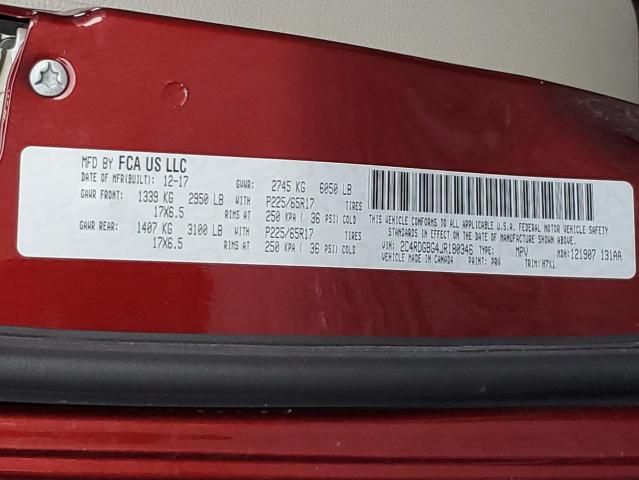 MFD BY FCA US LLC
DATE OF MFR(BUILT): 12-17 GVWR: 2745 KG 6050 LB
GAWR FRONT: 1339 KG 2950 LB WITH P225/65R17 TIRES
17X6.5 RIMS AT 250 KPA ( 36 PSI) COLD
GAWR REAR: 1407 KG 3100 LB WITH P225/65R17 TIRES
17X6.5 RIMS AT 250 KPA ( 36 PSI) COLD
THIS VEHICLE CONFORMS TO ALL APPLICABLE U.S.A. FEDERAL MOTOR VEHICLE SAFETY
STANDARDS IN EFFECT ON THE DATE OF MANUFACTURE SHOWN ABOVE.
VIN: 2C4RDGBG4JR180346 TYPE: MPV MDH: 121907 131AA
VEHICLE MADE IN CANADA PAINT: PRV TRIM: H7X1